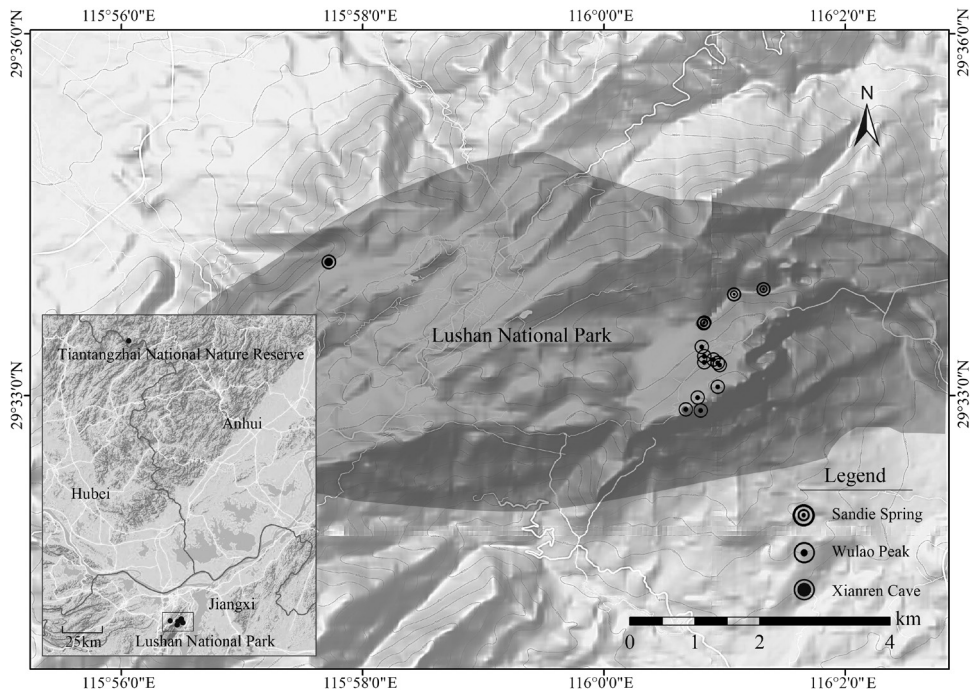 115°56′0″E 115°58′0″E 116°0′0″E 116°2′0″E
29°36′0″N 29°36′0″N
N
Lushan National Park
29°33′0″N 29°33′0″N
Tiantangzhai National Nature Reserve
Anhui
Hubei
Jiangxi
25km
Lushan National Park
Legend
Sandie Spring
Wulao Peak
Xianren Cave
km
0 1 2 4
115°56′0″E 115°58′0″E 116°0′0″E 116°2′0″E